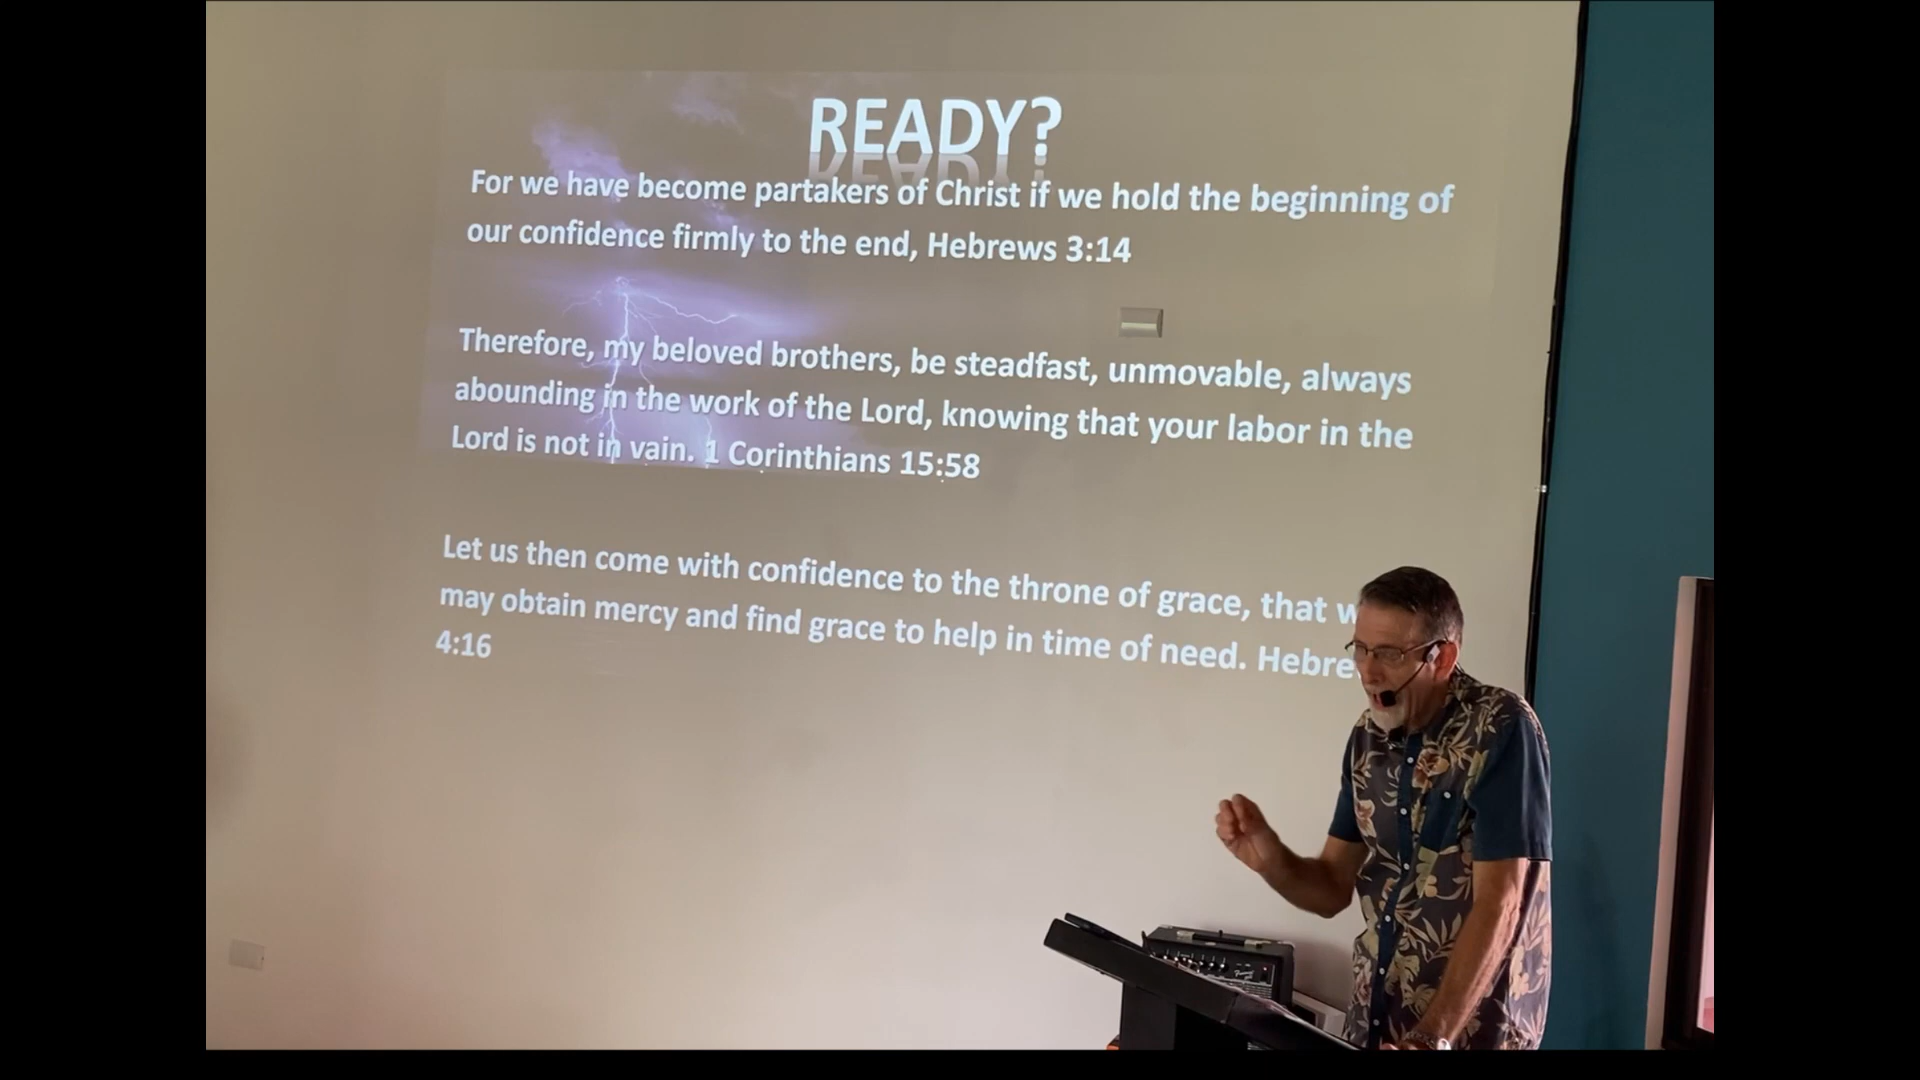 READY?
For we have become partakers of Christ if we hold the beginning of
our confidence firmly to the end, Hebrews 3:14
Therefore, my beloved brothers, be steadfast, unmovable, always
abounding in the work of the Lord, knowing that your labor in the
Lord is not in vain. 1 Corinthians 15:58
Let us then come with confidence to the throne of grace, that
may obtain mercy and find grace to help in time of need.
4:16